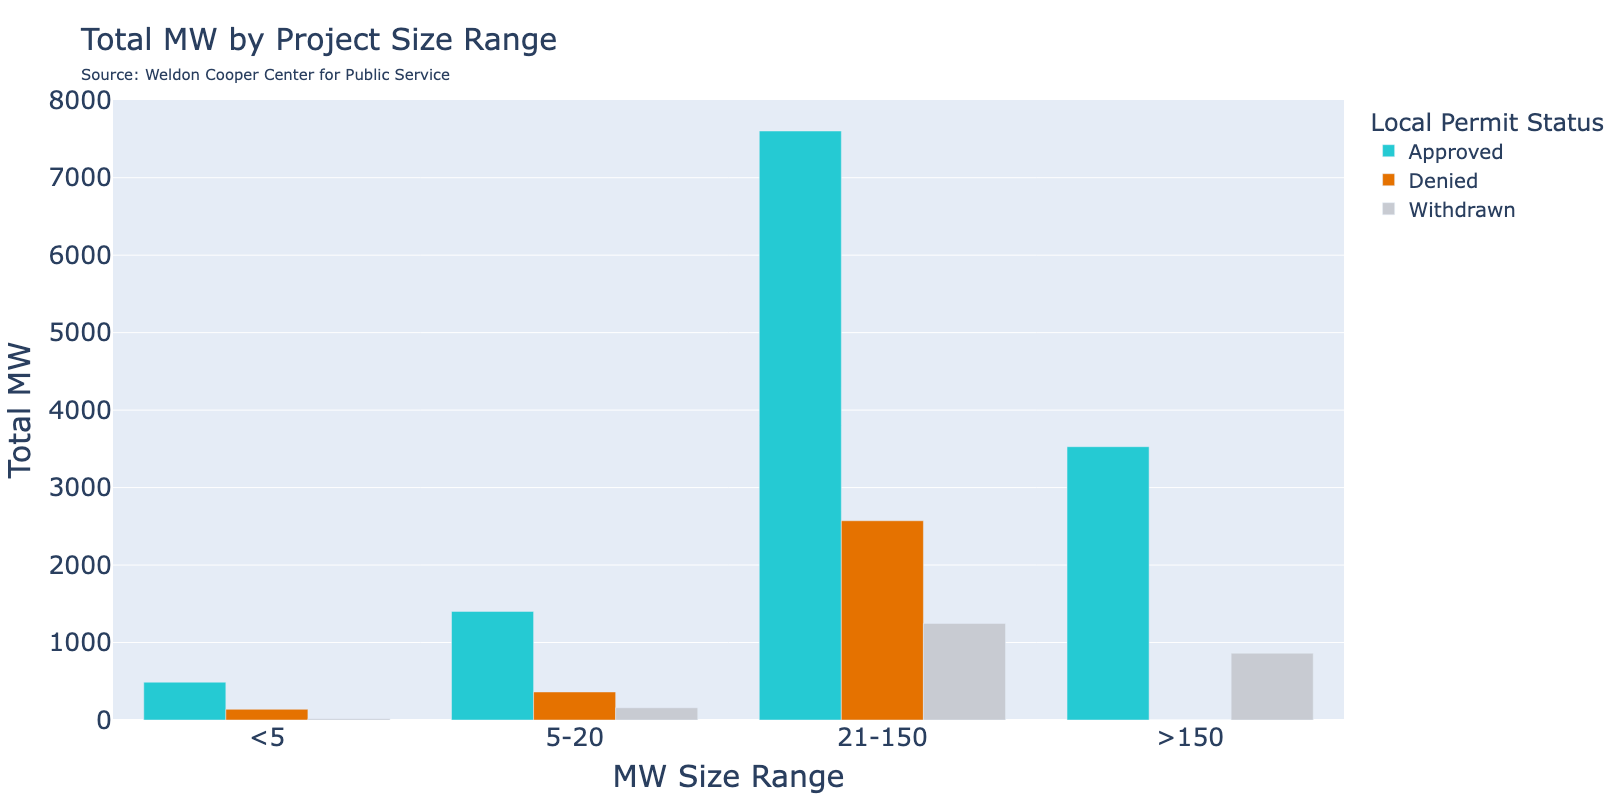 Total MW by Project Size Range
Source: Weldon Cooper Center for Public Service
8000
7000
6000
5000
4000
3000
2000
1000
0
Total MW
<5
5-20
21-150
>150
MW Size Range
Local Permit Status
Approved
Denied
Withdrawn